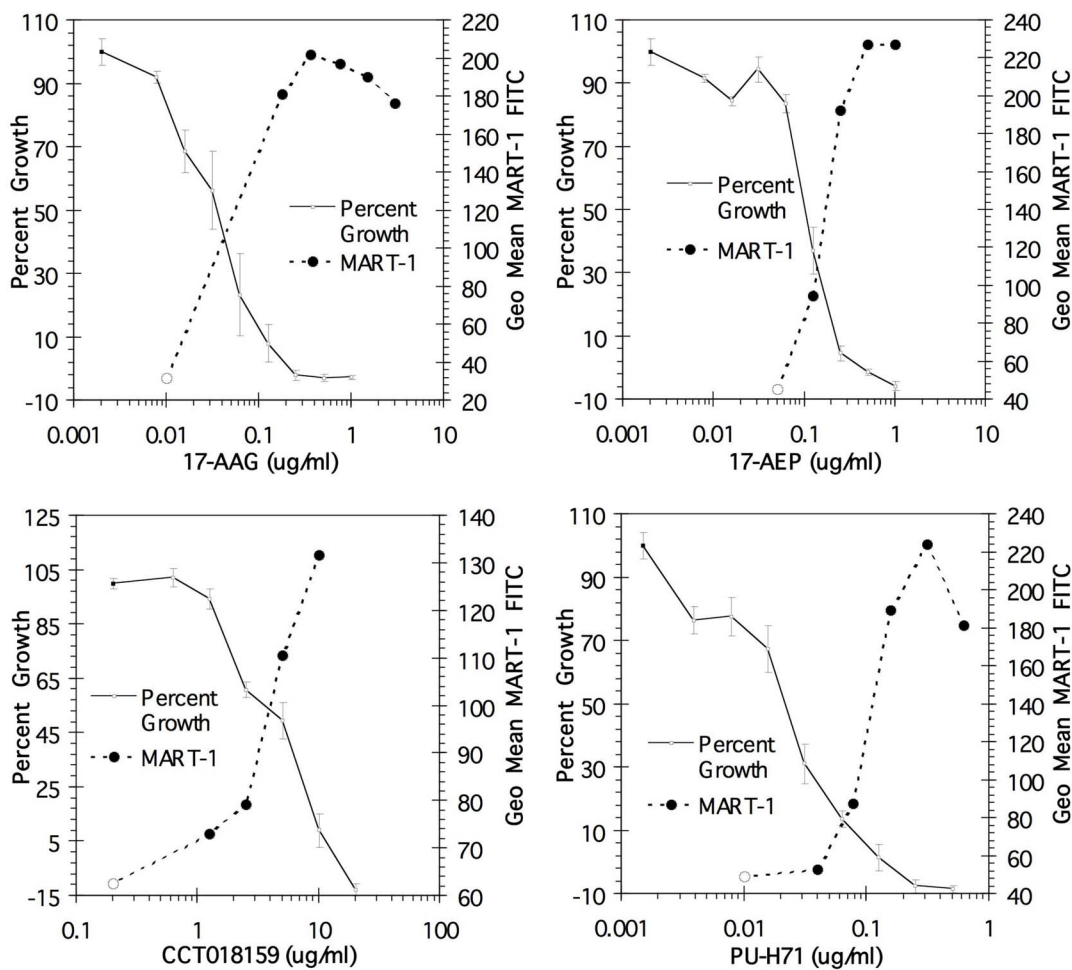 110
90
70
50
30
10
-10
Percent Growth
220
200
180
160
140
120
100
80
60
40
20
Geo Mean MART-1 FITC
Percent
Growth
MART-1
0.001 0.01 0.1 1 10
17-AAG (ug/ml)
110
90
70
50
30
10
-10
Percent Growth
240
220
200
180
160
140
120
100
80
60
40
Geo Mean MART-1 FITC
Percent
Growth
MART-1
0.001 0.01 0.1 1 10
17-AEP (ug/ml)
125
105
85
65
45
25
5
-15
Percent Growth
140
130
120
110
100
90
80
70
60
Geo Mean MART-1 FITC
Percent
Growth
MART-1
0.1 1 10 100
CCT018159 (ug/ml)
110
90
70
50
30
10
-10
Percent Growth
240
220
200
180
160
140
120
100
80
60
40
Geo Mean MART-1 FITC
Percent
Growth
MART-1
0.001 0.01 0.1 1
PU-H71 (ug/ml)